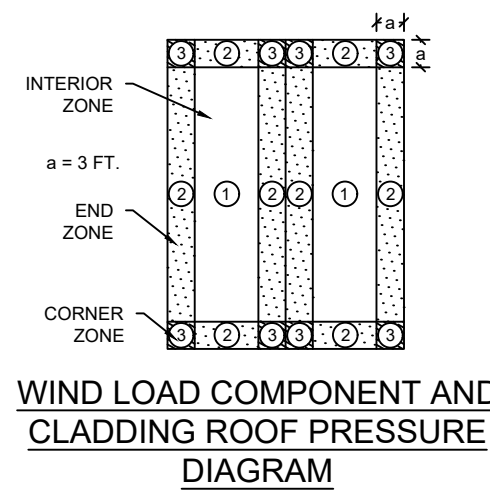 a
3 2 3 3 2 3
a
INTERIOR
ZONE
a = 3 FT.
2 1 2 2 1 2
END
ZONE
CORNER
ZONE
3 2 3 3 2 3
WIND LOAD COMPONENT AND
CLADDING ROOF PRESSURE
DIAGRAM